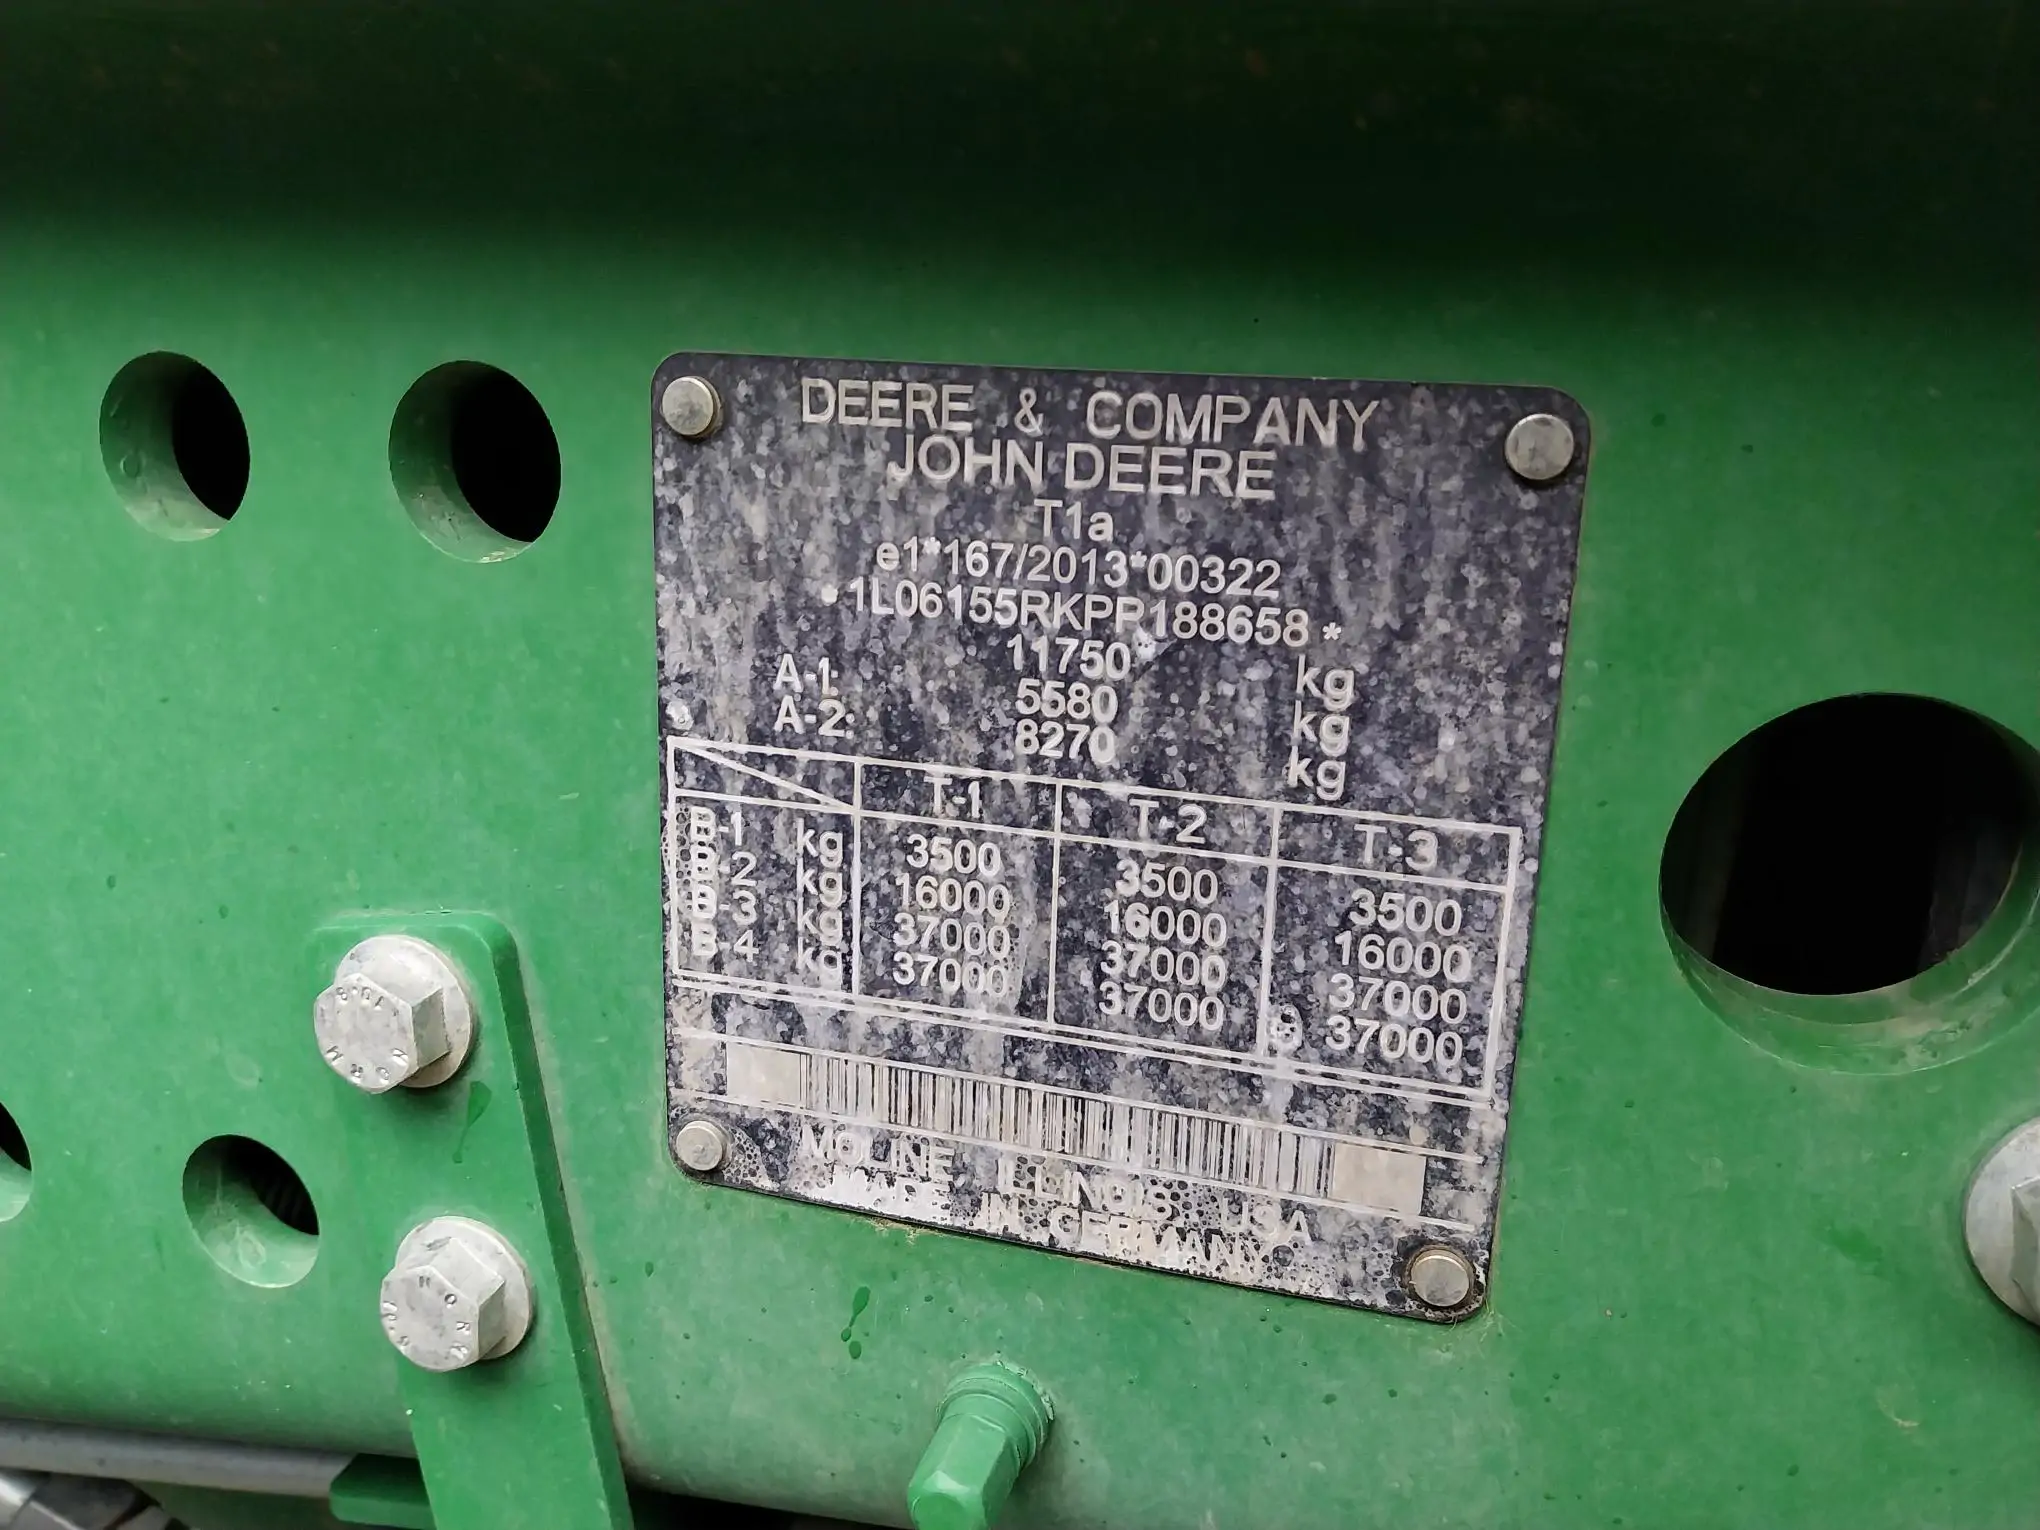 DEERE & COMPANY
JOHN DEERE
T1a
e1*167/2013*00322
*1L06155RKPP188658*
11750 kg
A-1: 5580 kg
A-2: 8270 kg
T-1 T-2 T-3
B-1 kg 3500 3500 3500
B-2 kg 16000 16000 16000
B-3 kg 37000 37000 37000
B-4 kg 37000 37000 37000
MOLINE ILLINOIS USA
MADE IN GERMANY